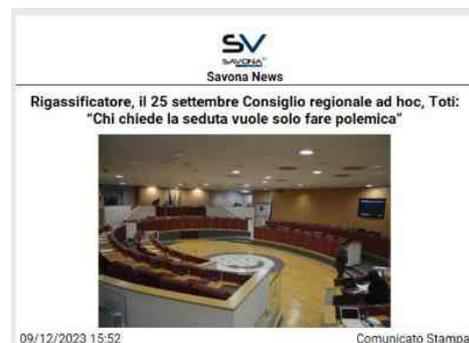 SV
SAVONA
Savona News
Rigassificatore, il 25 settembre Consiglio regionale ad hoc, Toti:
"Chi chiede la seduta vuole solo fare polemica"
09/12/2023 15:52
Comunicato Stampa